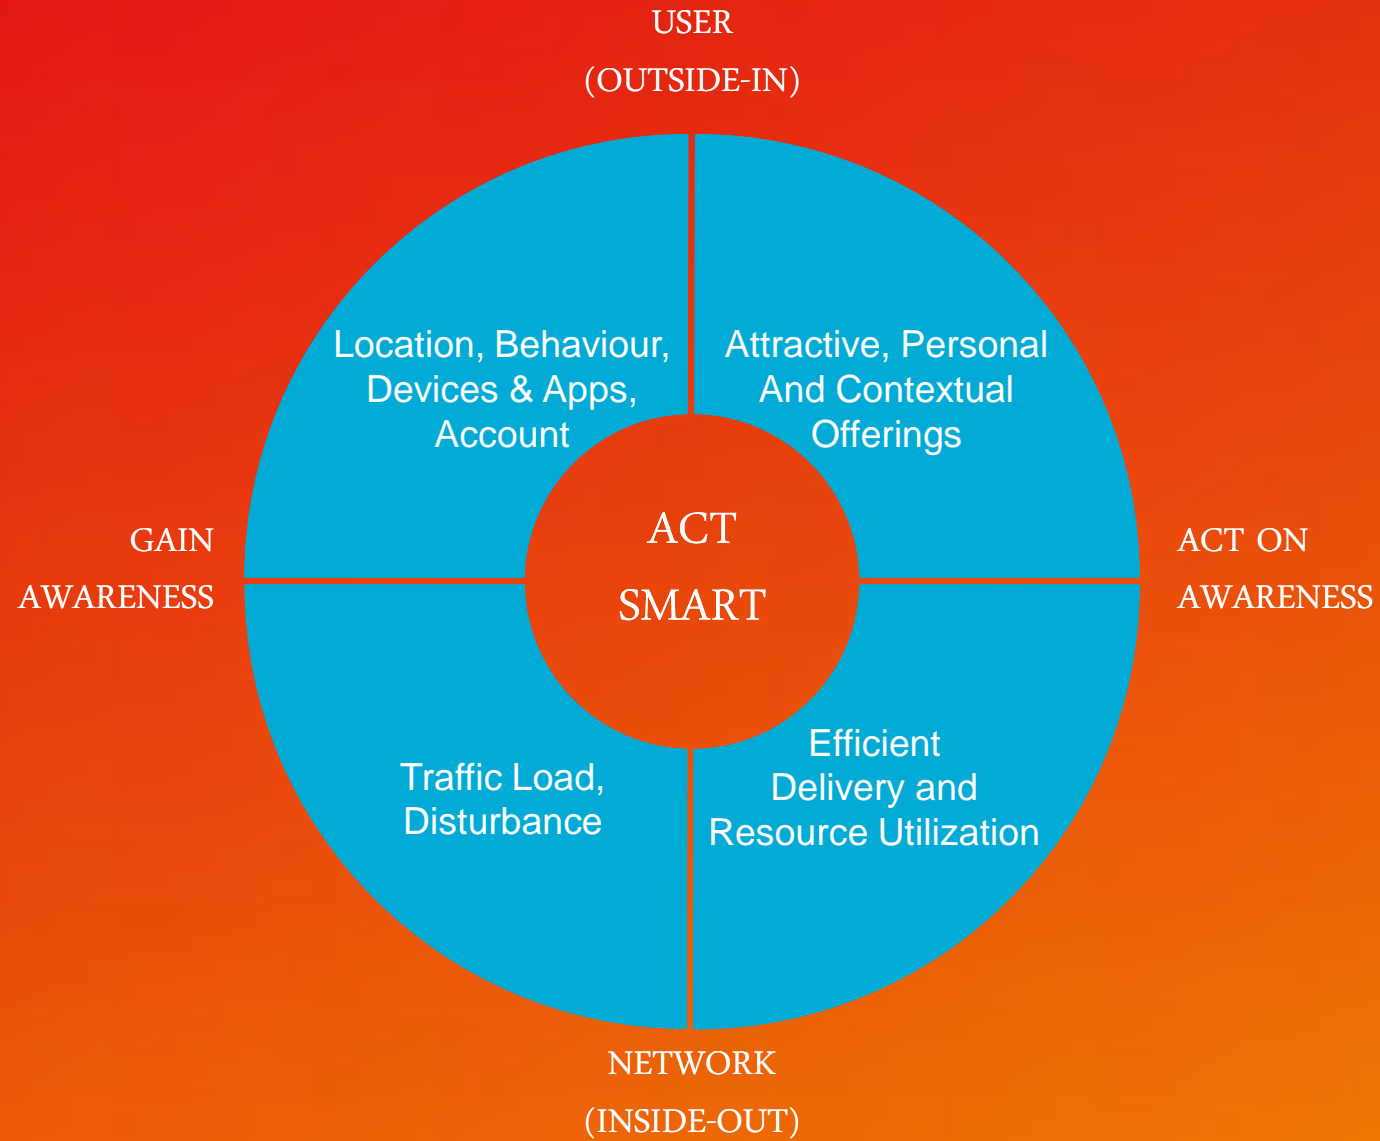 USER
(OUTSIDE-IN)
Location, Behaviour,
Devices & Apps,
Account
Attractive, Personal
And Contextual
Offerings
GAIN
AWARENESS
ACT
SMART
ACT ON
AWARENESS
Traffic Load,
Disturbance
Efficient
Delivery and
Resource Utilization
NETWORK
(INSIDE-OUT)